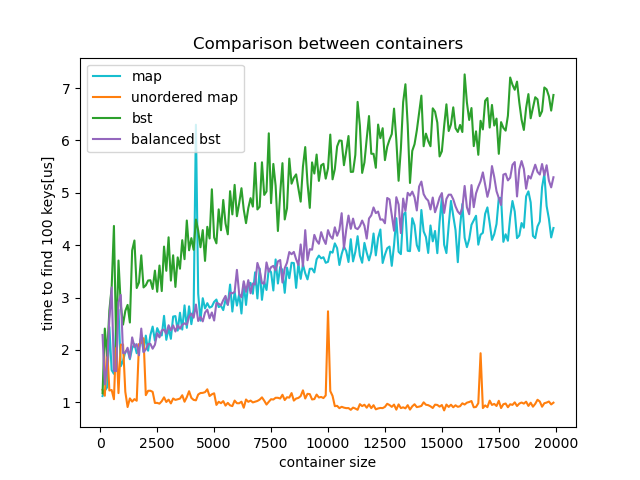 Comparison between containers
map
unordered map
bst
balanced bst
time to find 100 keys[us]
7
6
5
4
3
2
1
0 2500 5000 7500 10000 12500 15000 17500 20000
container size